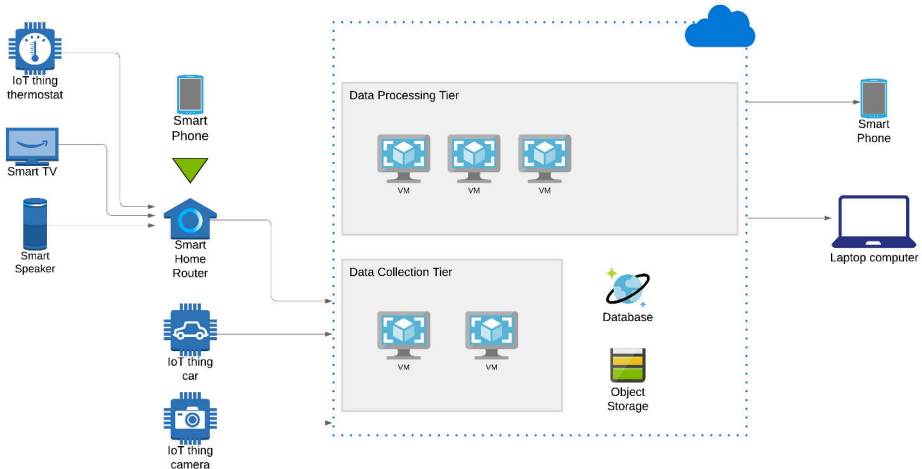 IoT thing
thermostat
Smart TV
Smart
Speaker
Smart
Phone
Smart
Home
Router
IoT thing
car
IoT thing
camera
Data Processing Tier
VM
VM
VM
Data Collection Tier
VM
VM
Database
Object
Storage
Smart
Phone
Laptop computer